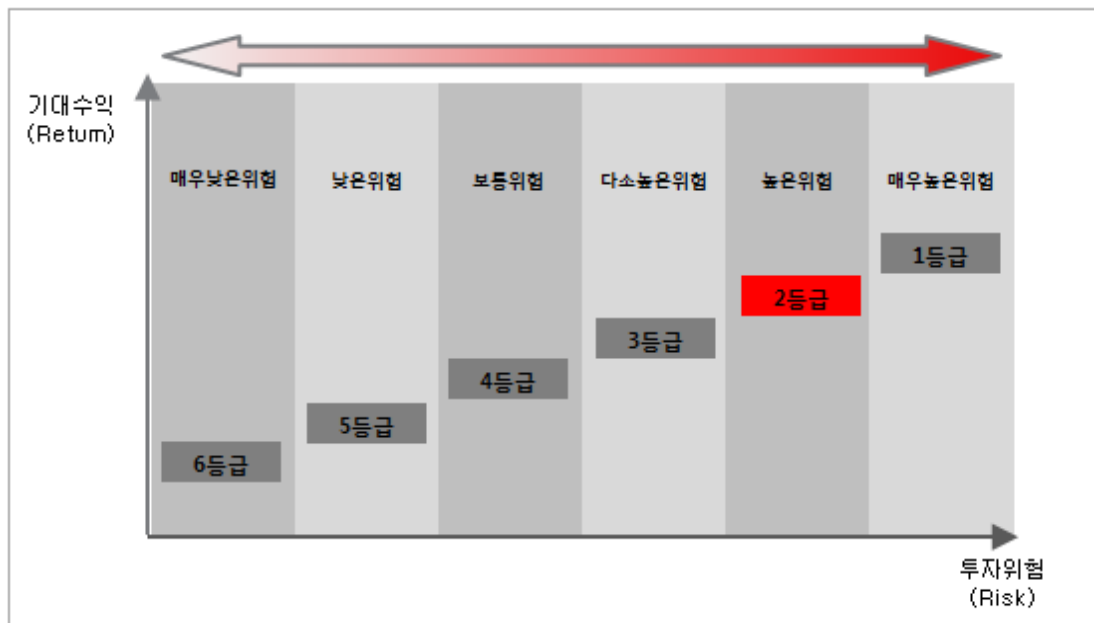 기대수익
(Retum)
매우낮은위험
낮은위험
보통위험
다소높은위험
높은위험
매우높은위험
1등급
2등급
3등급
4등급
5등급
6등급
투자위험
(Risk)